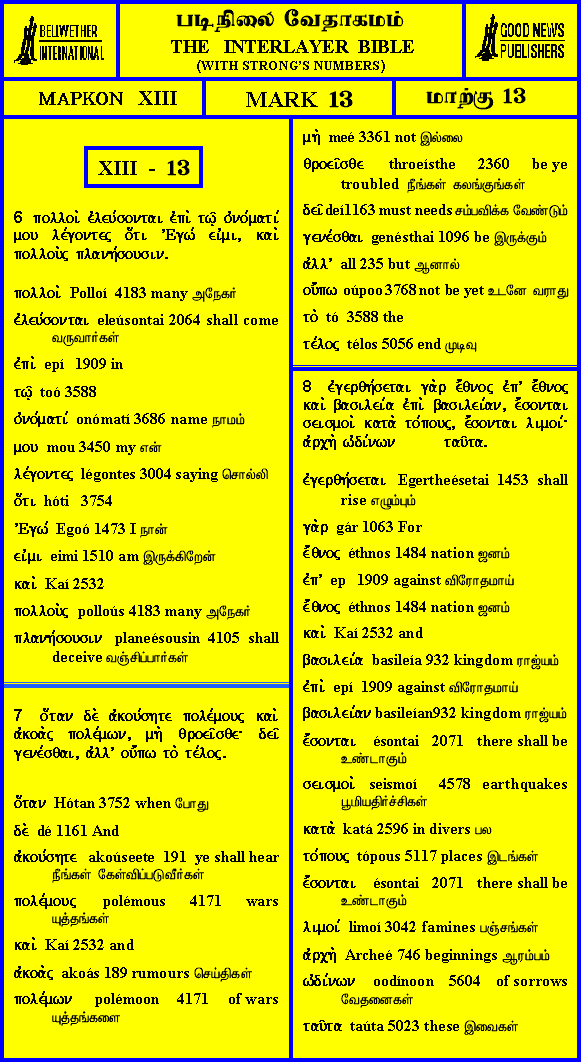 BELLWETHER
INTERNATIONAL
படிநிலை வேதாகமம்
THE INTERLAYER BIBLE
(WITH STRONG'S NUMBERS)
GOOD NEWS
PUBLISHERS
ΜΑΡΚΟΝ XIII
MARK 13
மாற்கு 13
XIII - 13
6 πολλοὶ ἐλεύσονται ἐπὶ τῷ ὀνόματί
μου λέγοντες ὅτι Ἐγώ εἰμι, καὶ
πολλοὺς πλανήσουσιν.
πολλοὶ Polloí 4183 many அநேகர்
ἐλεύσονται eleúsontai 2064 shall come
வருவார்கள்
ἐπὶ epí 1909 in
τῷ toó 3588
ὀνόματί onómatí 3686 name நாமம்
μου mou 3450 my என்
λέγοντες légontes 3004 saying சொல்லி
ὅτι hóti 3754
Ἐγώ Egoó 1473 I நான்
εἰμι eimi 1510 am இருக்கிறேன்
καὶ Kaí 2532
πολλοὺς polloús 4183 many அநேகர்
πλανήσουσιν planeésousin 4105 shall
deceive வஞ்சிப்பார்கள்
7 ὅταν δὲ ἀκούσητε πολέμους καὶ
ἀκοὰς πολέμων, μὴ θροεῖσθε· δεῖ
γενέσθαι, ἀλλ' οὔπω τὸ τέλος.
ὅταν Hótan 3752 when போது
δὲ dé 1161 And
ἀκούσητε akoúseete 191 ye shall hear
நீங்கள் கேள்விப்படுவீர்கள்
πολέμους polémous 4171 wars
யுத்தங்கள்
καὶ Kaí 2532 and
ἀκοὰς akoás 189 rumours செய்திகள்
πολέμων polémoon 4171 of wars
யுத்தங்களை
μὴ meé 3361 not இல்லை
θροεῖσθε throeísthe 2360 be ye
troubled நீங்கள் கலங்குங்கள்
δεῖ deí1163 must needs சம்பவிக்க வேண்டும்
γενέσθαι genésthai 1096 be இருக்கும்
ἀλλ' all 235 but ஆனால்
οὔπω oúpoo 3768 not be yet உடனே வராது
τὸ tó 3588 the
τέλος télos 5056 end முடிவு
8 ἐγερθήσεται γὰρ ἔθνος ἐπ' ἔθνος
καὶ βασιλεία ἐπὶ βασιλείαν, ἔσονται
σεισμοὶ κατὰ τόπους, ἔσονται λιμοί·
ἀρχὴ ὠδίνων ταῦτα.
ἐγερθήσεται Egertheésetai 1453 shall
rise எழும்பும்
γὰρ gár 1063 For
ἔθνος éthnos 1484 nation ஜனம்
ἐπ' ep 1909 against விரோதமாய்
ἔθνος éthnos 1484 nation ஜனம்
καὶ Kaí 2532 and
βασιλεία basileía 932 kingdom ராஜ்யம்
ἐπὶ epí 1909 against விரோதமாய்
βασιλείαν basileían932 kingdom ராஜ்யம்
ἔσονται ésontai 2071 there shall be
உண்டாகும்
σεισμοὶ seismoí 4578 earthquakes
பூமியதிர்ச்சிகள்
κατὰ katá 2596 in divers பல
τόπους tópous 5117 places இடங்கள்
ἔσονται ésontai 2071 there shall be
உண்டாகும்
λιμοί limoí 3042 famines பஞ்சங்கள்
ἀρχὴ Archeé 746 beginnings ஆரம்பம்
ὠδίνων oodínoon 5604 of sorrows
வேதனைகள்
ταῦτα taúta 5023 these இவைகள்